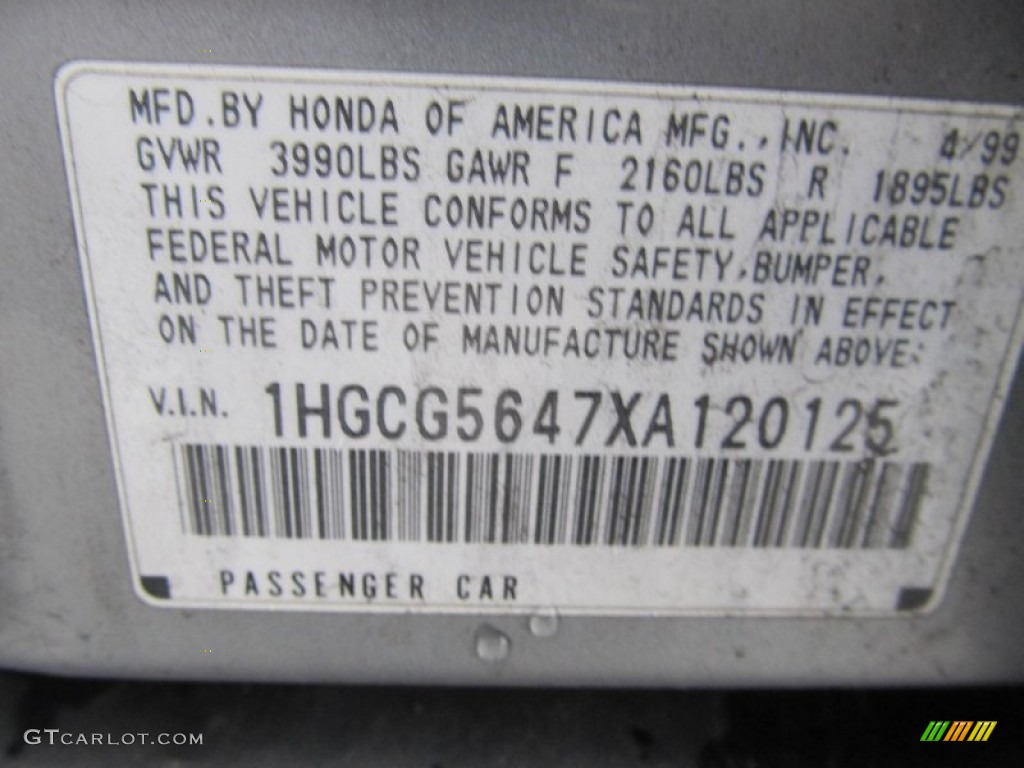 MFD.BY HONDA OF AMERICA MFG., INC. 4/99
GVWR 3990LBS GAWR F 2160LBS R 1895LBS
THIS VEHICLE CONFORMS TO ALL APPLICABLE
FEDERAL MOTOR VEHICLE SAFETY, BUMPER,
AND THEFT PREVENTION STANDARDS IN EFFECT
ON THE DATE OF MANUFACTURE SHOWN ABOVE.
V.I.N. 1HGCG5647XA120125
PASSENGER CAR
GTCARLOT.COM